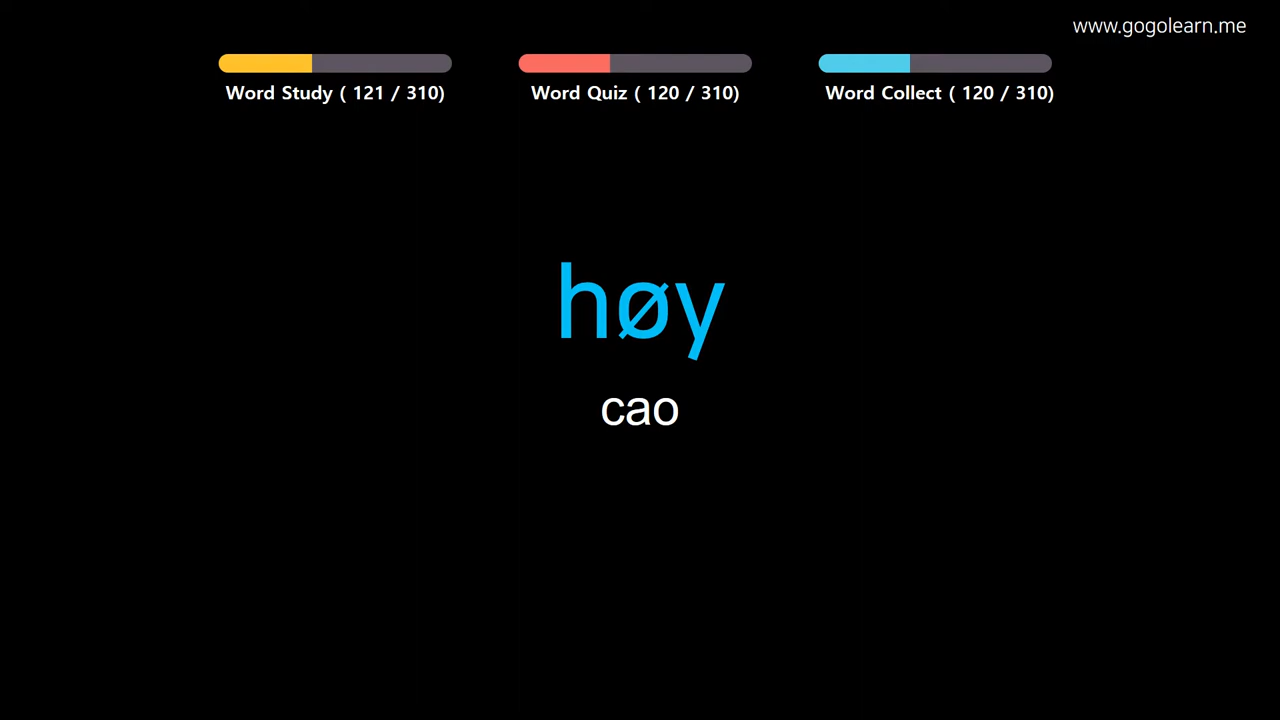 www.gogolearn.me
Word Study ( 121 / 310)
Word Quiz ( 120 / 310)
Word Collect ( 120 / 310)
høy
cao